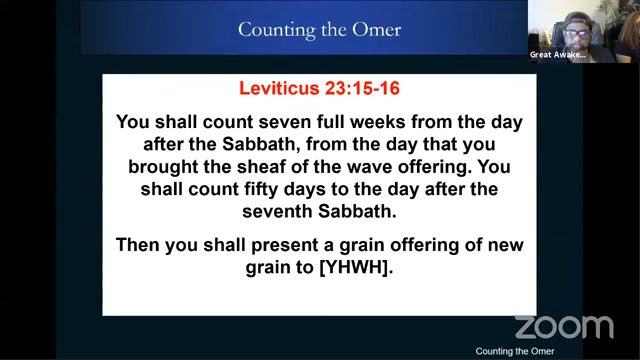 Counting the Omer
Great Awake...
Leviticus 23:15-16
You shall count seven full weeks from the day
after the Sabbath, from the day that you
brought the sheaf of the wave offering. You
shall count fifty days to the day after the
seventh Sabbath.
Then you shall present a grain offering of new
grain to [YHWH].
zoom
Counting the Omer